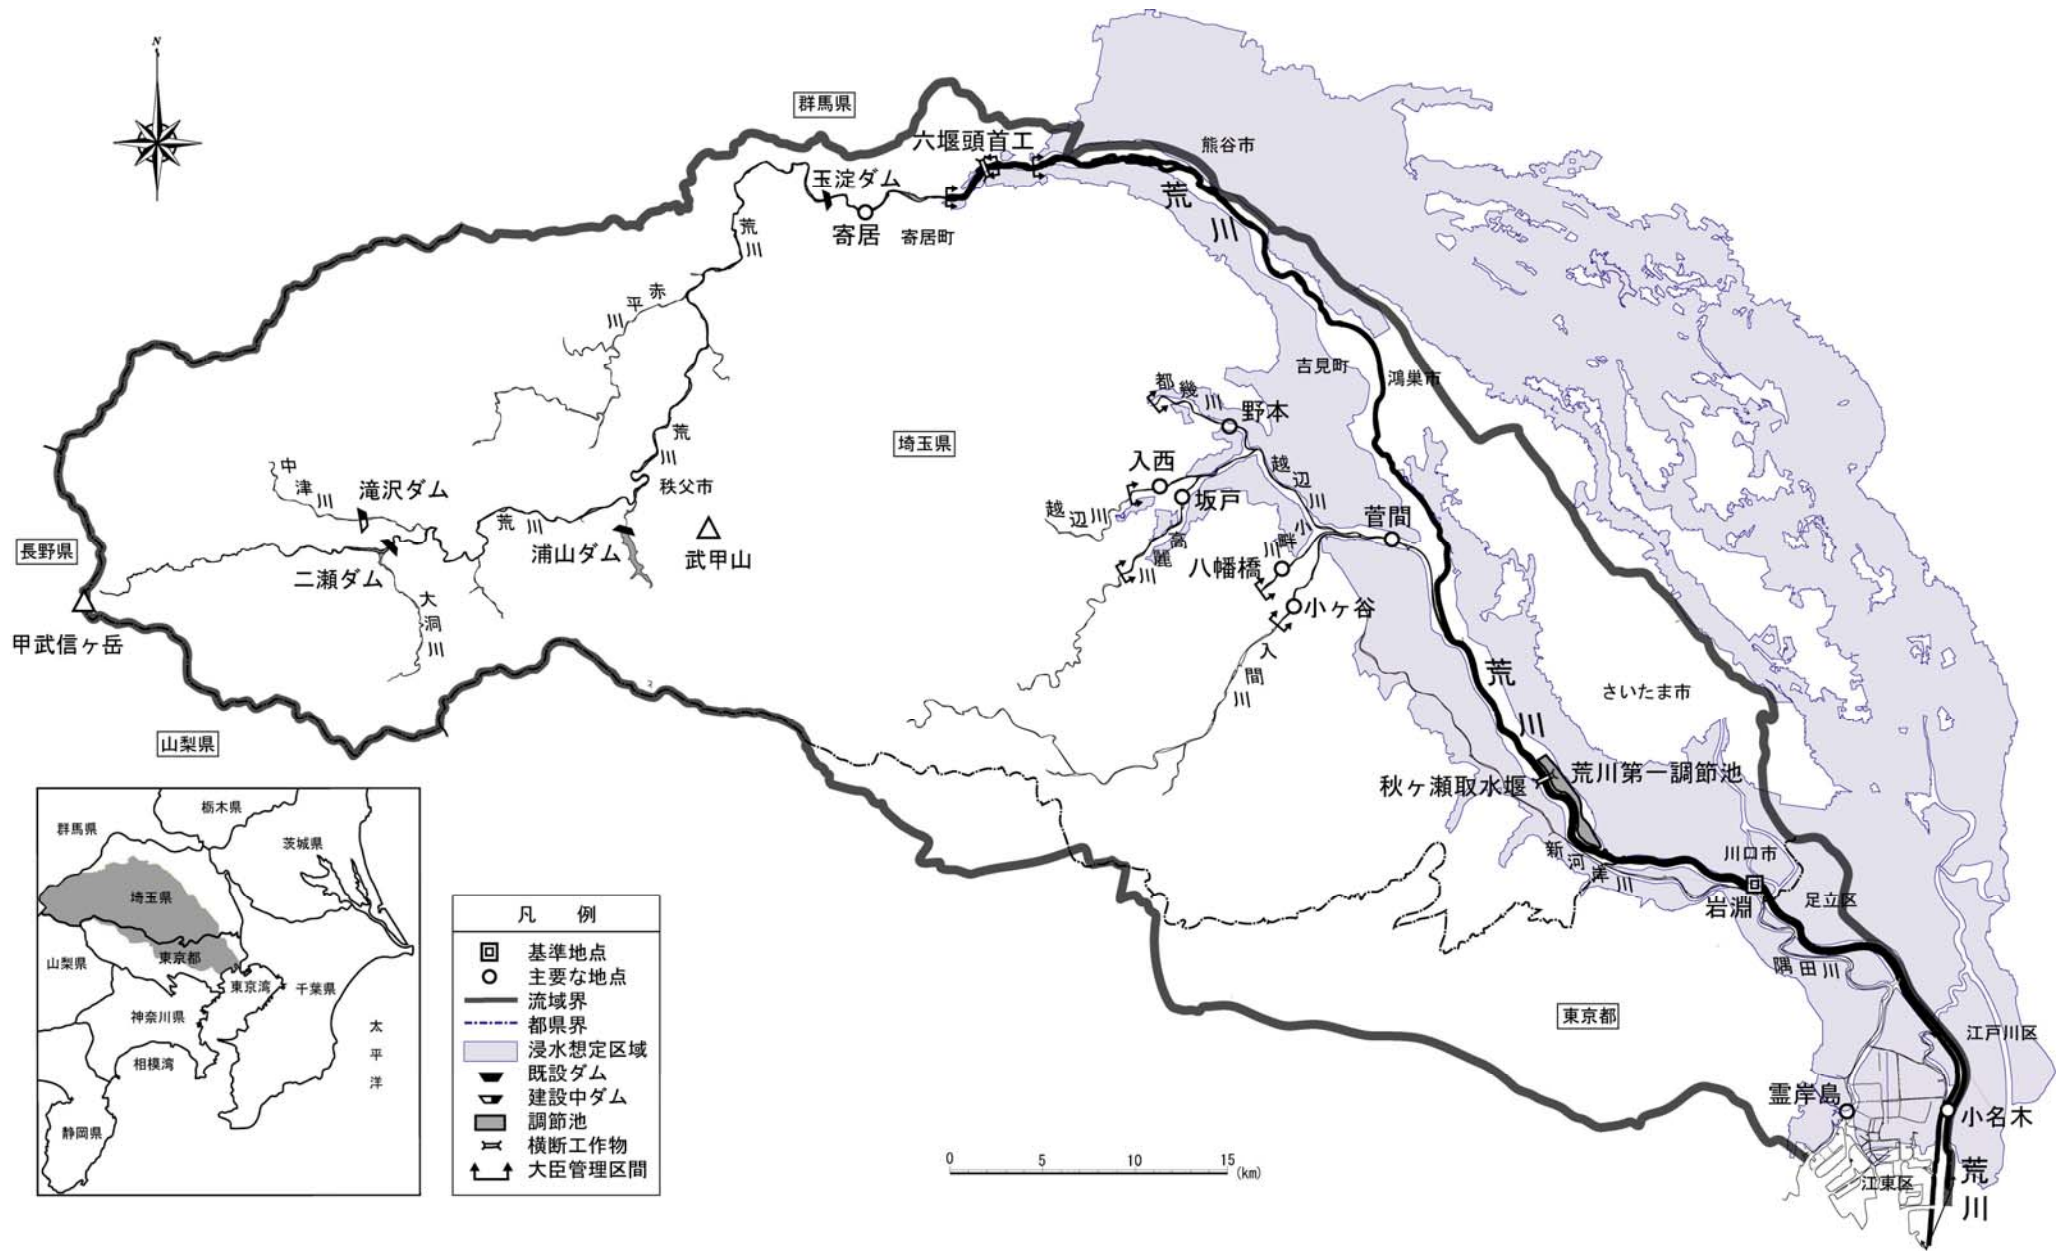 N
群馬県
六堰頭首工
熊谷市
玉淀ダム
荒川
寄居
寄居町
荒川
赤平川
吉見町
鴻巣市
都幾川
野本
荒川
埼玉県
入西
越辺川
中津川
滝沢ダム
秩父市
坂戸
越辺川
荒川
菅間
小畔川
長野県
浦山ダム
武甲山
高麗川
八幡橋
二瀬ダム
大洞川
小ヶ谷
甲武信ヶ岳
入間川
荒川
さいたま市
山梨県
秋ヶ瀬取水堰
荒川第一調節池
新河岸川
川口市
岩淵
足立区
隅田川
東京都
江戸川区
霊岸島
小名木
江東区
荒川
栃木県
群馬県
茨城県
埼玉県
山梨県
東京都
東京湾
千葉県
神奈川県
太平洋
相模湾
静岡県
凡 例
基準地点
主要な地点
流域界
都県界
浸水想定区域
既設ダム
建設中ダム
調節池
横断工作物
大臣管理区間
0 5 10 15 (km)